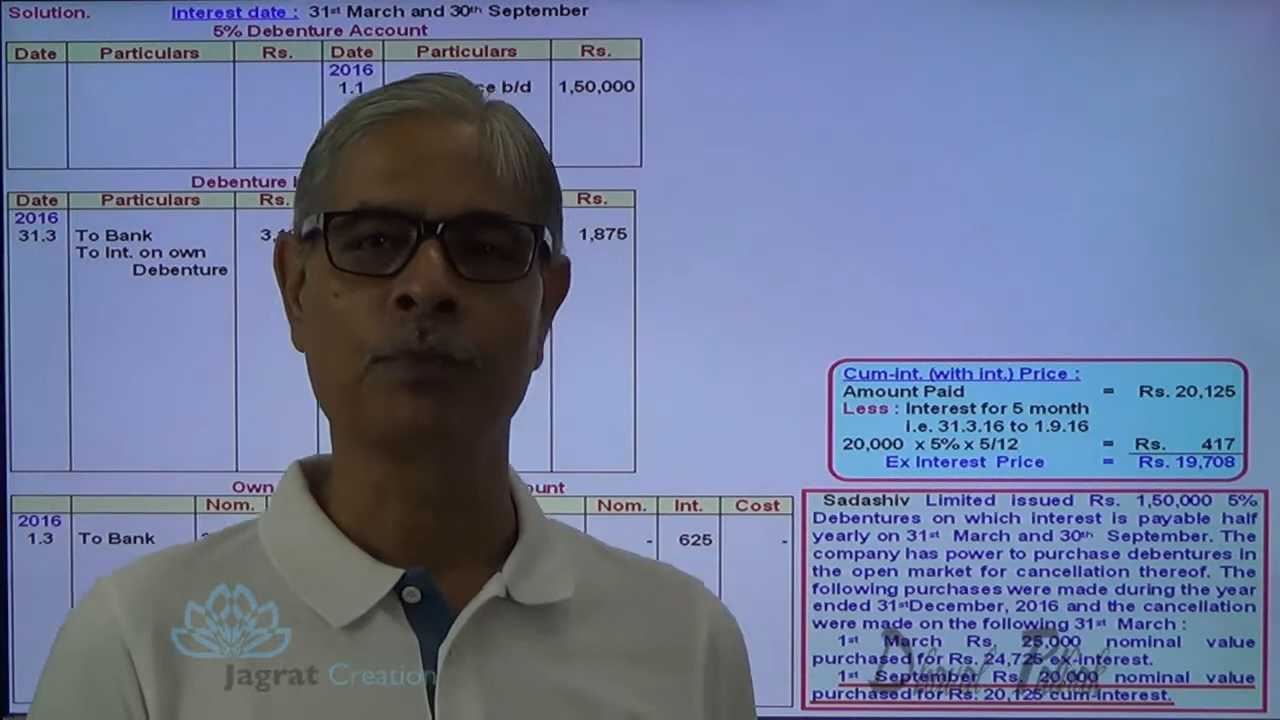 Solution. Interest date : 31st March and 30th September
5% Debenture Account
Date Particulars Rs. Date Particulars Rs.
2016
1.1 b/d 1,50,000
Debenture
Date Particulars Rs. Rs.
2016
31.3 To Bank 1,875
To Int. on own
Debenture
Own
Nom. Nom. Int. Cost
2016
1.3 To Bank - 625 -
Cum-Int. (with int.) Price :
Amount Paid = Rs. 20,125
Less : Interest for 5 month
i.e. 31.3.16 to 1.9.16
20,000 x 5% x 5/12 = Rs. 417
Ex Interest Price = Rs. 19,708
Sadashiv Limited issued Rs. 1,50,000 5%
Debentures on which interest is payable half
yearly on 31st March and 30th September. The
company has power to purchase debentures in
the open market for cancellation thereof. The
following purchases were made during the year
ended 31stDecember, 2016 and the cancellation
were made on the following 31st March :
1st March Rs. 25,000 nominal value
purchased for Rs. 24,725 ex-interest.
1st September Rs. 20,000 nominal value
purchased for Rs. 20,125 cum-interest.
Jagrat Creation